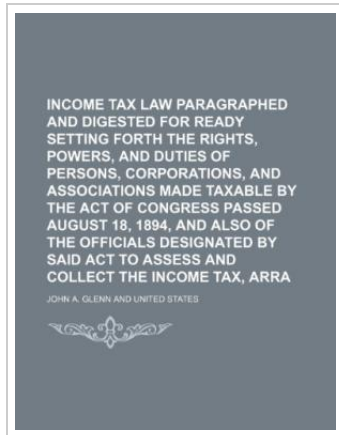 INCOME TAX LAW PARAGRAPHED
AND DIGESTED FOR READY
SETTING FORTH THE RIGHTS,
POWERS, AND DUTIES OF
PERSONS, CORPORATIONS, AND
ASSOCIATIONS MADE TAXABLE BY
THE ACT OF CONGRESS PASSED
AUGUST 18, 1894, AND ALSO OF
THE OFFICIALS DESIGNATED BY
SAID ACT TO ASSESS AND
COLLECT THE INCOME TAX, ARRA
JOHN A. GLENN AND UNITED STATES